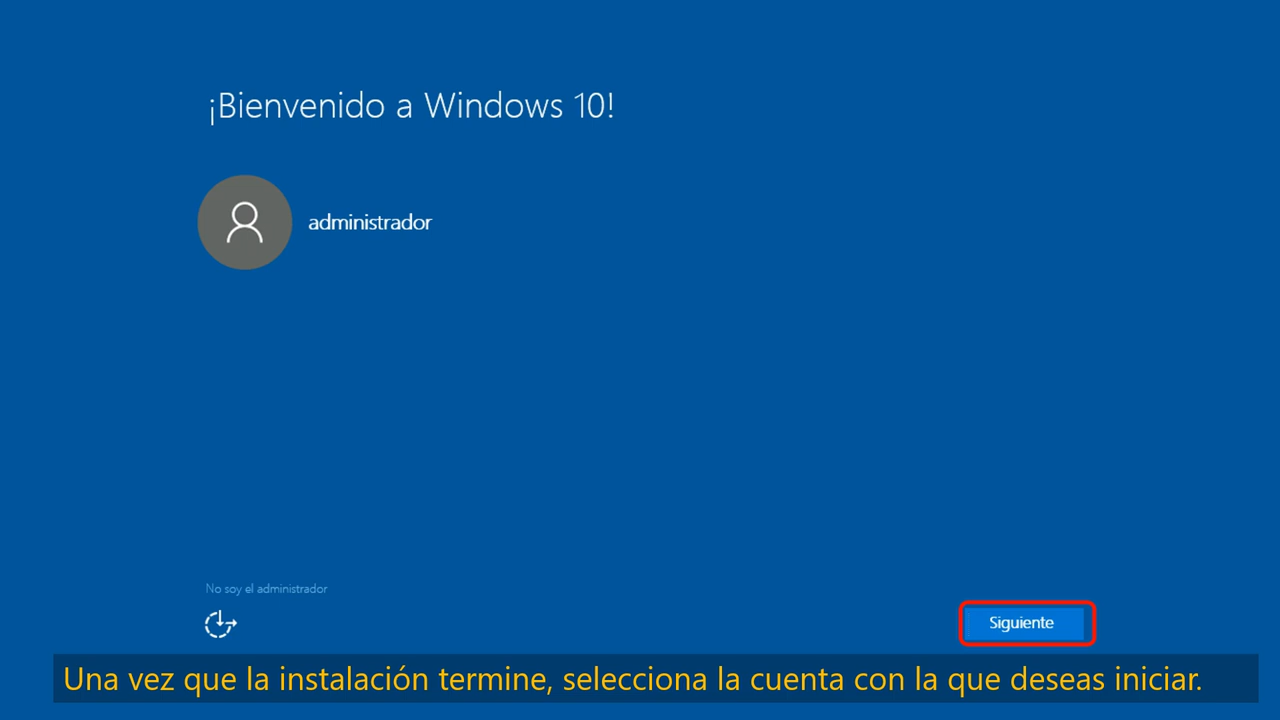 ¡Bienvenido a Windows 10!
administrador
No soy el administrador
Siguiente
Una vez que la instalación termine, selecciona la cuenta con la que deseas iniciar.